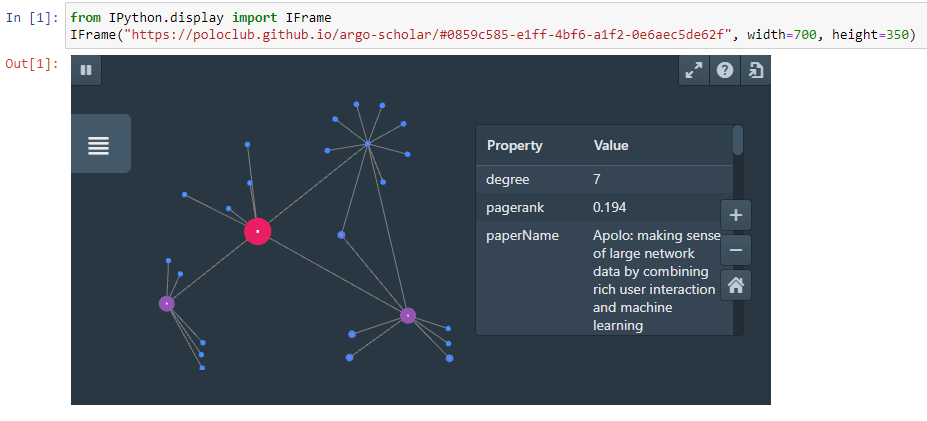 In [1]: from IPython.display import IFrame
IFrame("https://poloclub.github.io/argo-scholar/#0859c585-e1ff-4bf6-a1f2-0e6aec5de62f", width=700, height=350)
Out[1]:
?
Property Value
degree 7
pagerank 0.194
paperName Apolo: making sense
of large network
data by combining
rich user interaction
and machine
learning